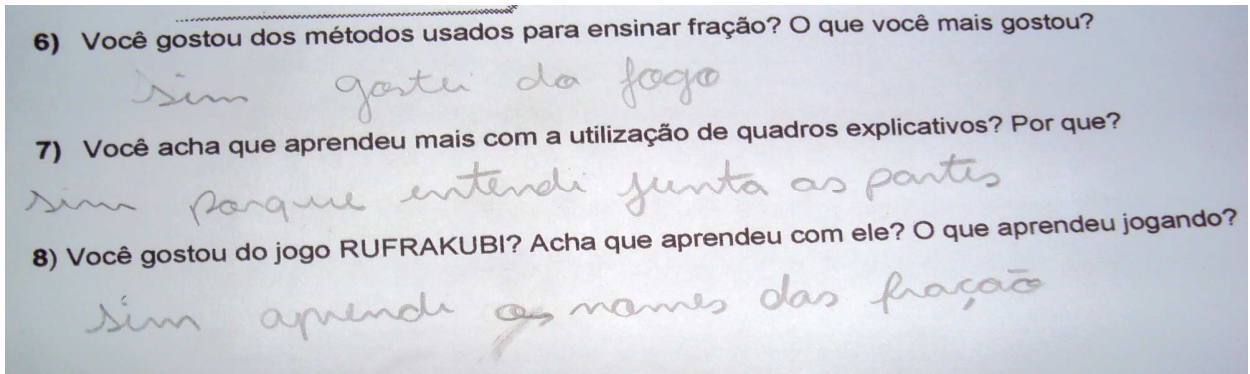 6) Você gostou dos métodos usados para ensinar fração? O que você mais gostou?
sim gostei do jogo
7) Você acha que aprendeu mais com a utilização de quadros explicativos? Por que?
sim porque entendi junta as partes
8) Você gostou do jogo RUFRAKUBI? Acha que aprendeu com ele? O que aprendeu jogando?
sim aprendi os nomes das fração